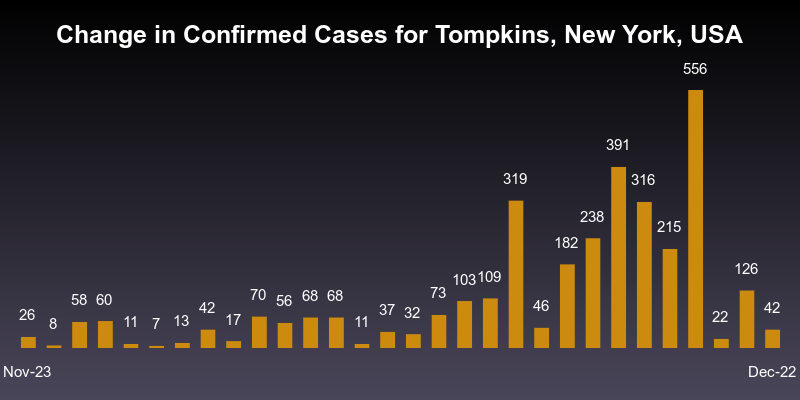 Change in Confirmed Cases for Tompkins, New York, USA
26 8 58 60 11 7 13 42 17 70 56 68 68 11 37 32 73 103 109 319 46 182 238 391 316 215 556 22 126 42
Nov-23 Dec-22